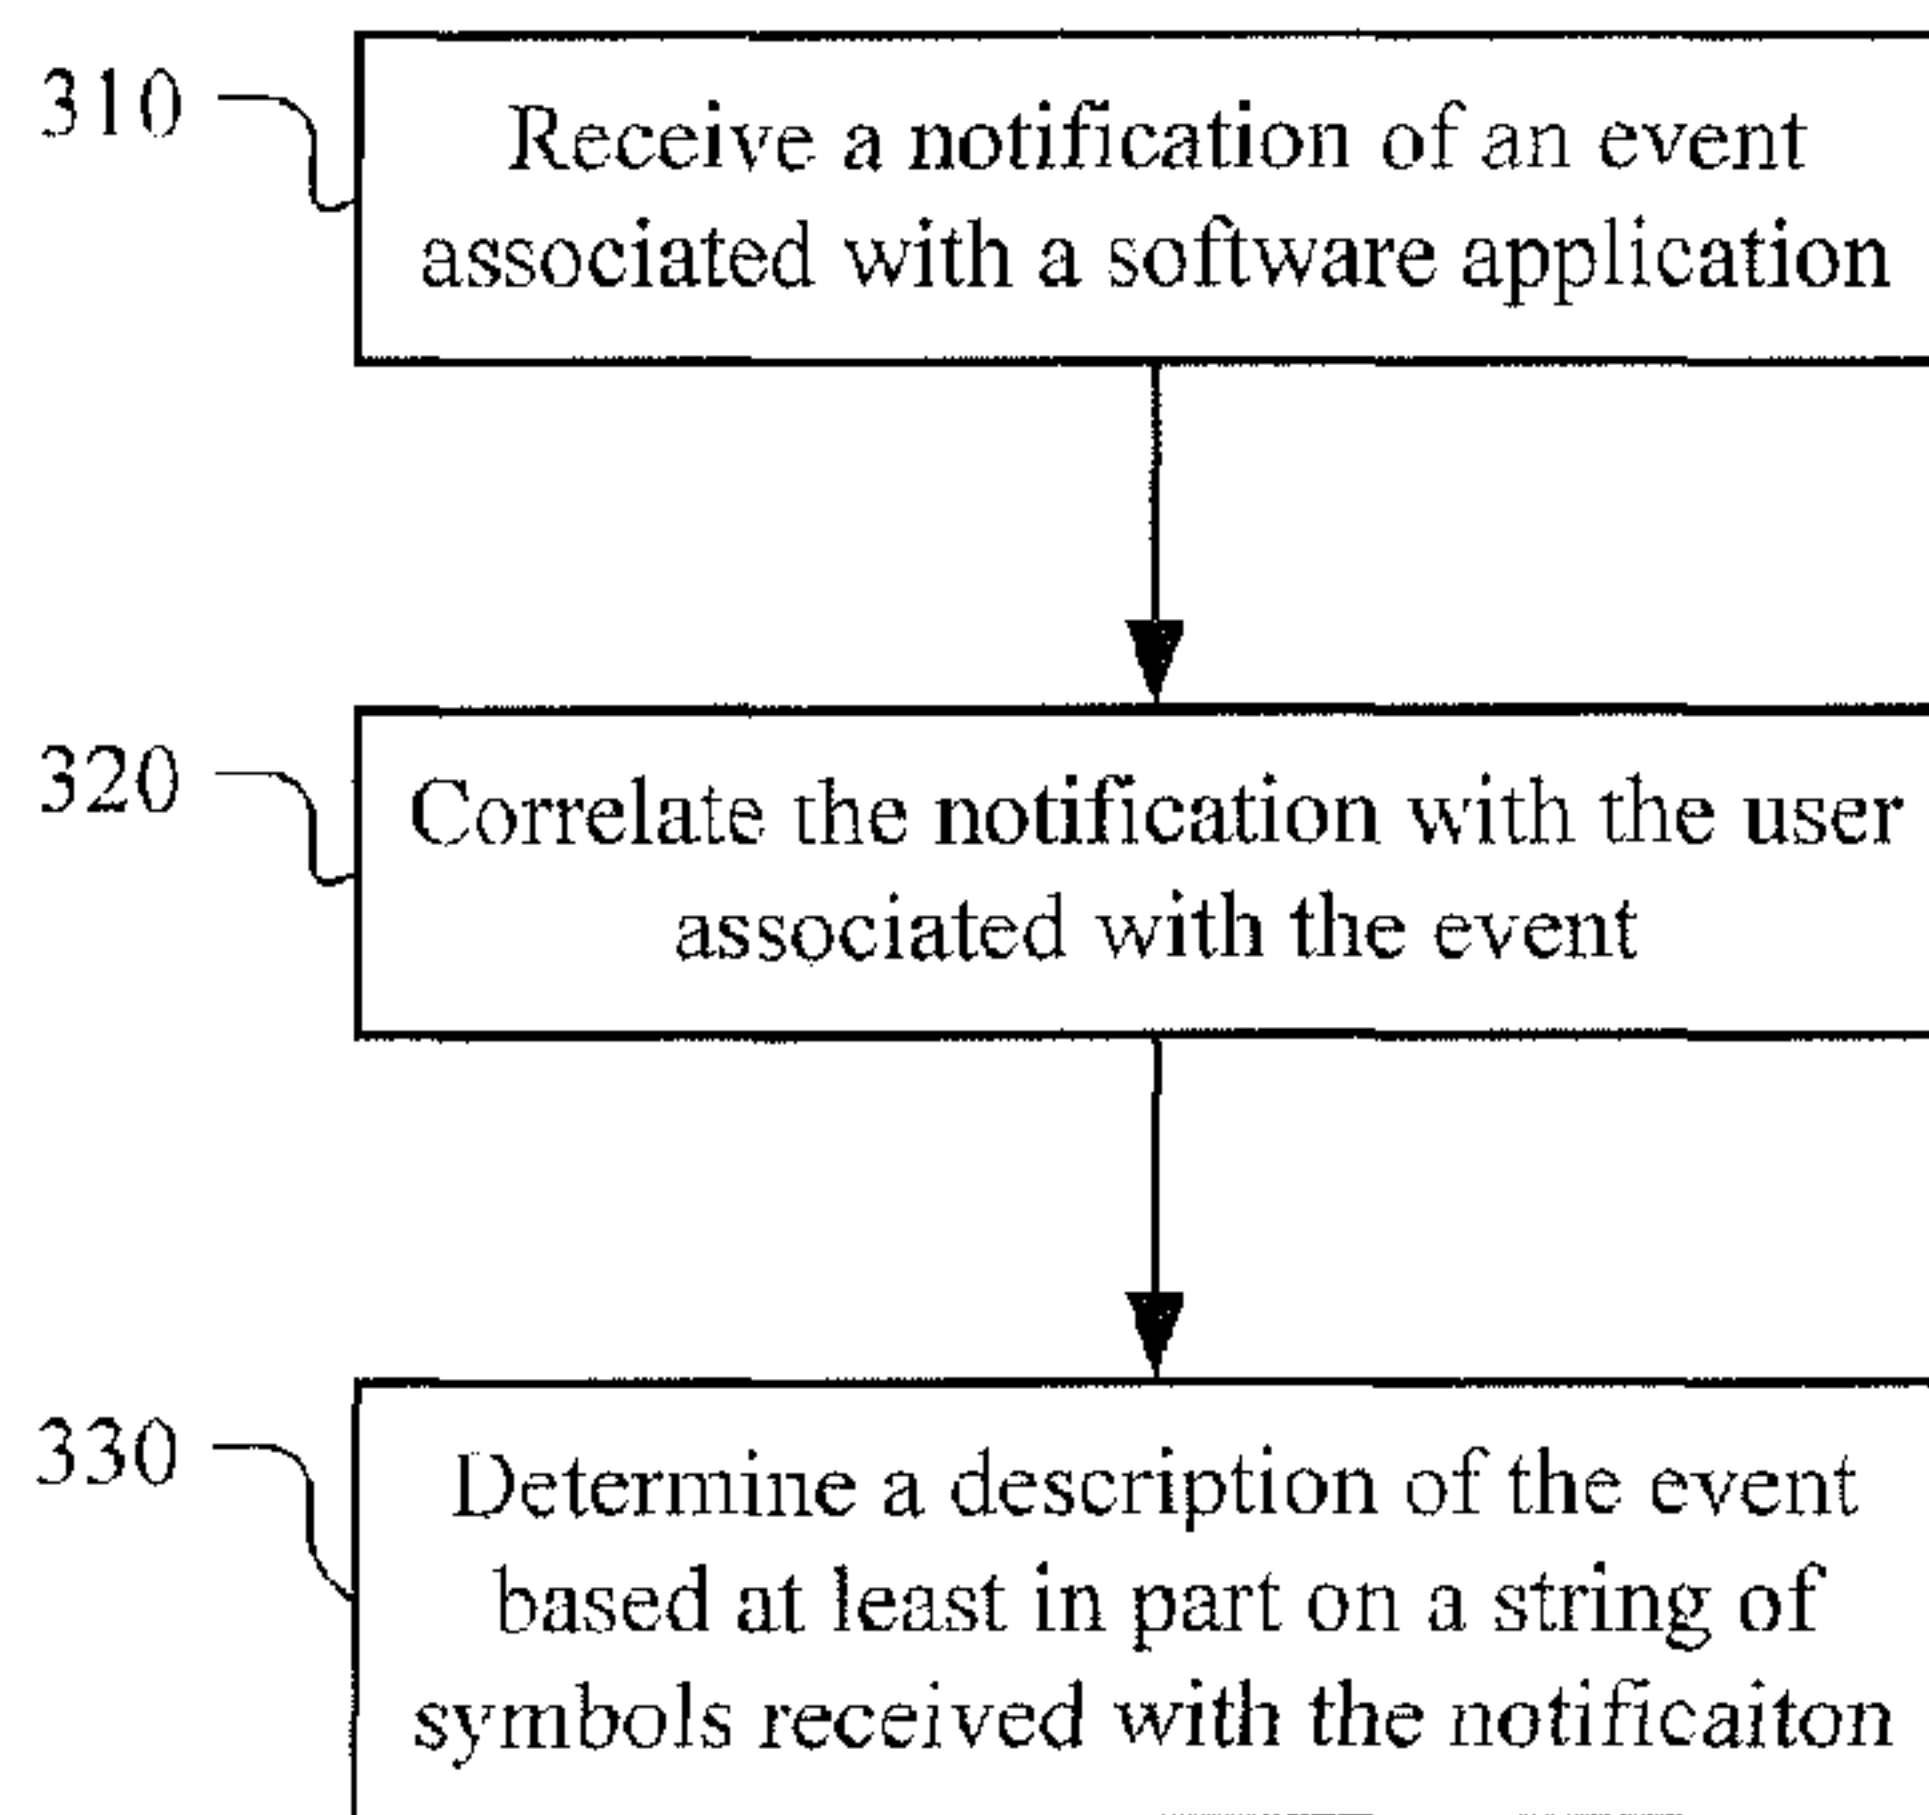 310
Receive a notification of an event
associated with a software application
320
Correlate the notification with the user
associated with the event
330
Determine a description of the event
based at least in part on a string of
symbols received with the notificaiton